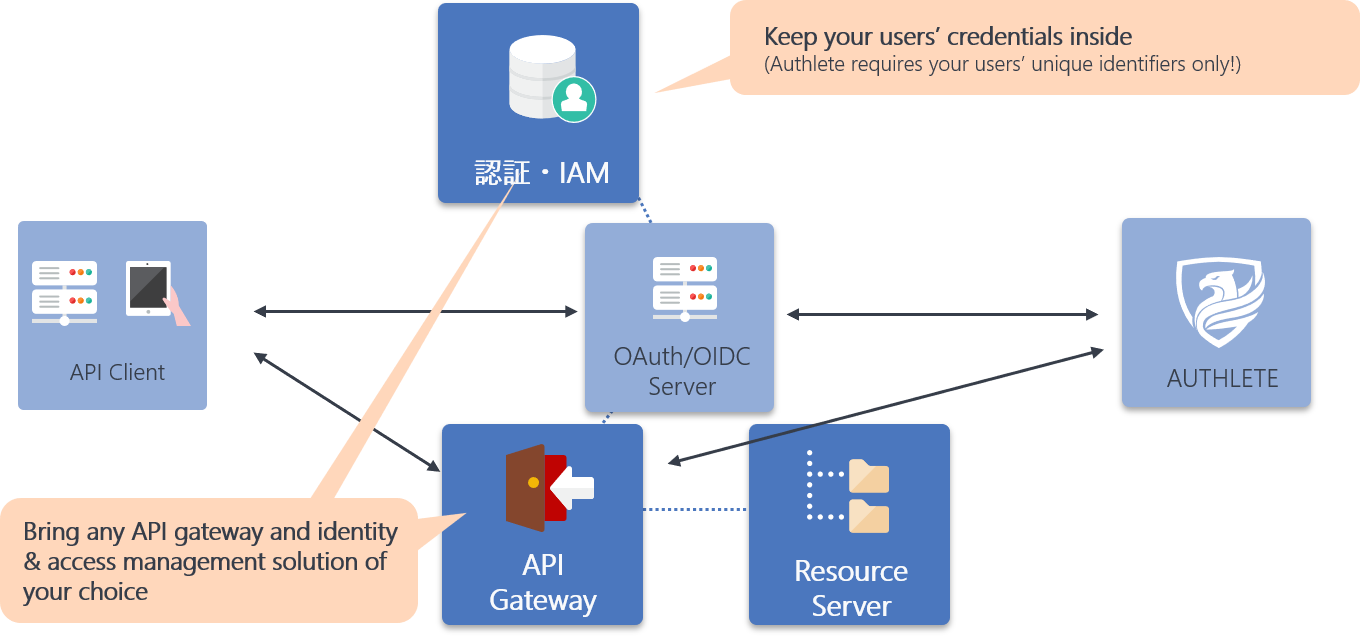 Keep your users’ credentials inside
(Authlete requires your users’ unique identifiers only!)
認証・IAM
API Client
OAuth/OIDC
Server
AUTHLETE
Bring any API gateway and identity
& access management solution of
your choice
API
Gateway
Resource
Server